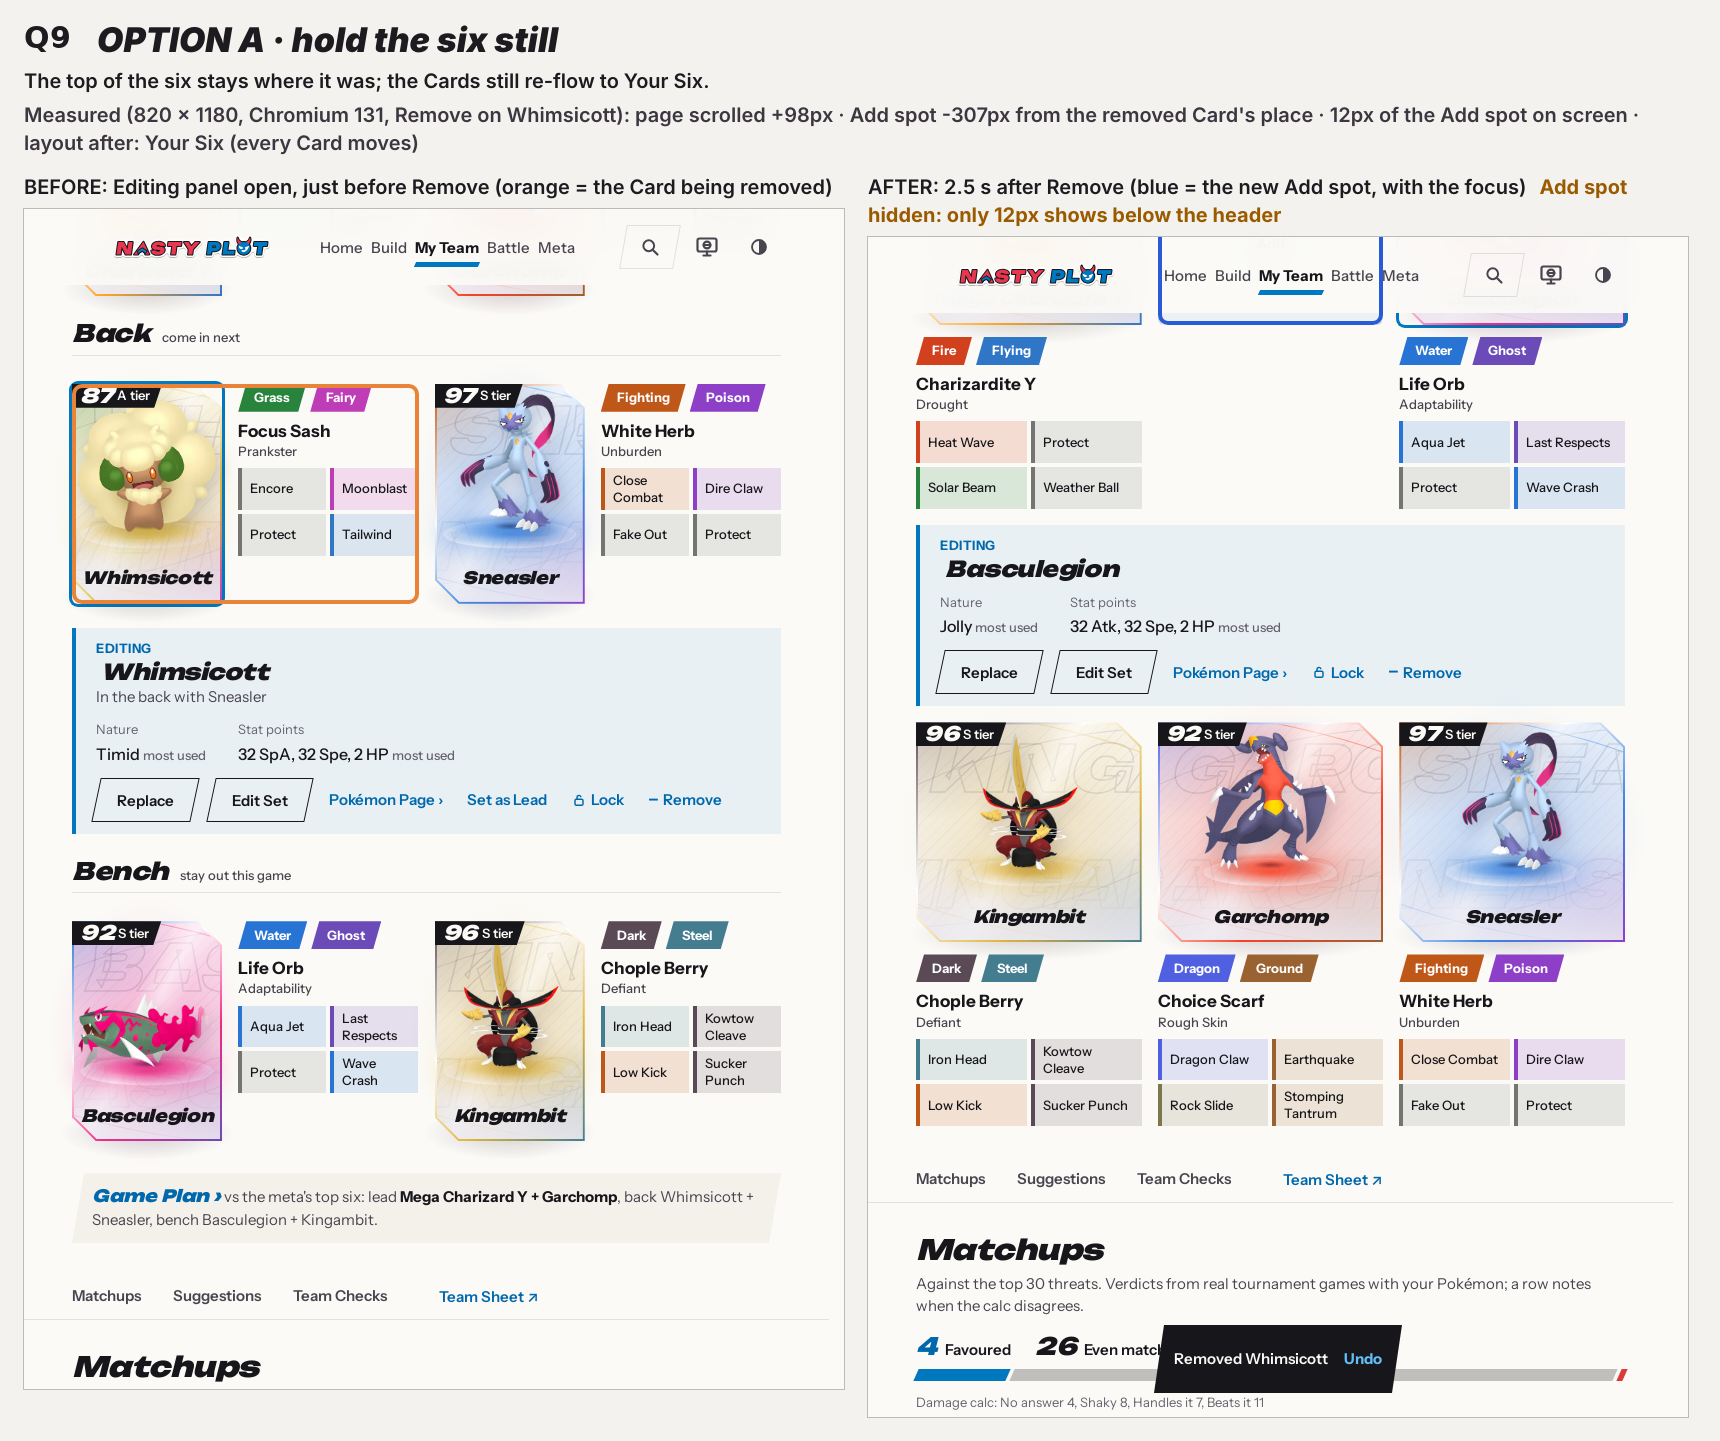 Q9 OPTION A · hold the six still
The top of the six stays where it was; the Cards still re-flow to Your Six.
Measured (820 × 1180, Chromium 131, Remove on Whimsicott): page scrolled +98px · Add spot -307px from the removed Card's place · 12px of the Add spot on screen ·
layout after: Your Six (every Card moves)
BEFORE: Editing panel open, just before Remove (orange = the Card being removed)
NASTY PLOT Home Build My Team Battle Meta
Back come in next
87 A tier
Grass Fairy
Focus Sash
Prankster
Encore Moonblast
Protect Tailwind
Whimsicott
97 S tier
Fighting Poison
White Herb
Unburden
Close
Combat
Dire Claw
Fake Out Protect
Sneasler
EDITING
Whimsicott
In the back with Sneasler
Nature Stat points
Timid most used 32 SpA, 32 Spe, 2 HP most used
Replace Edit Set Pokémon Page › Set as Lead Lock − Remove
Bench stay out this game
92 S tier
Water Ghost
Life Orb
Adaptability
Aqua Jet
Last
Respects
Protect
Wave
Crash
Basculegion
96 S tier
Dark Steel
Chople Berry
Defiant
Iron Head
Kowtow
Cleave
Low Kick
Sucker
Punch
Kingambit
Game Plan › vs the meta's top six: lead Mega Charizard Y + Garchomp, back Whimsicott +
Sneasler, bench Basculegion + Kingambit.
Matchups Suggestions Team Checks Team Sheet ↗
Matchups
AFTER: 2.5 s after Remove (blue = the new Add spot, with the focus) Add spot
hidden: only 12px shows below the header
NASTY PLOT Home Build My Team Battle Meta
Fire Flying
Charizardite Y
Drought
Heat Wave Protect
Solar Beam Weather Ball
Water Ghost
Life Orb
Adaptability
Aqua Jet Last Respects
Protect Wave Crash
EDITING
Basculegion
Nature Stat points
Jolly most used 32 Atk, 32 Spe, 2 HP most used
Replace Edit Set Pokémon Page › Lock − Remove
96 S tier
Kingambit
92 S tier
Garchomp
97 S tier
Sneasler
Dark Steel
Chople Berry
Defiant
Iron Head
Kowtow
Cleave
Low Kick Sucker Punch
Dragon Ground
Choice Scarf
Rough Skin
Dragon Claw Earthquake
Rock Slide
Stomping
Tantrum
Fighting Poison
White Herb
Unburden
Close Combat Dire Claw
Fake Out Protect
Matchups Suggestions Team Checks Team Sheet ↗
Matchups
Against the top 30 threats. Verdicts from real tournament games with your Pokémon; a row notes
when the calc disagrees.
4 Favoured 26 Even match
Removed Whimsicott Undo
Damage calc: No answer 4, Shaky 8, Handles it 7, Beats it 11